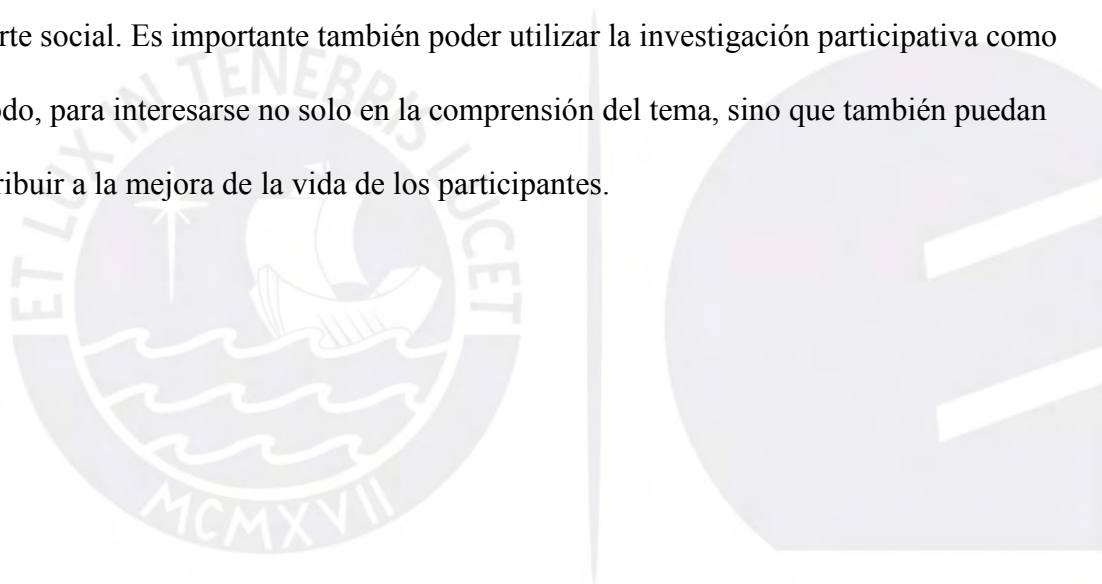 rte social. Es importante también poder utilizar la investigación participativa como
odo, para interesarse no solo en la comprensión del tema, sino que también puedan
ribuir a la mejora de la vida de los participantes.
ET LUX IN TENEBRIS LUCET
MCMXVII